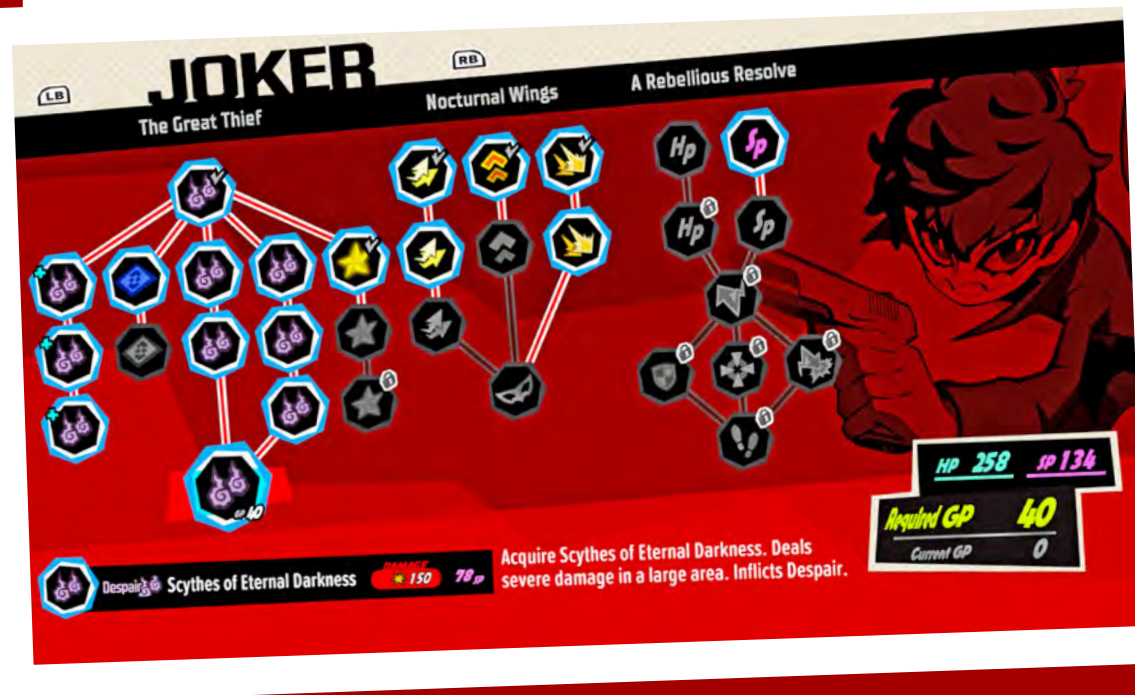 JOKER
LB
RB
The Great Thief
Nocturnal Wings
A Rebellious Resolve
Hp
Sp
Hp
Sp
GP 40
HP 258 SP 134
Required GP 40
Current GP 0
Despair Scythes of Eternal Darkness
DAMAGE
150
78 SP
Acquire Scythes of Eternal Darkness. Deals
severe damage in a large area. Inflicts Despair.